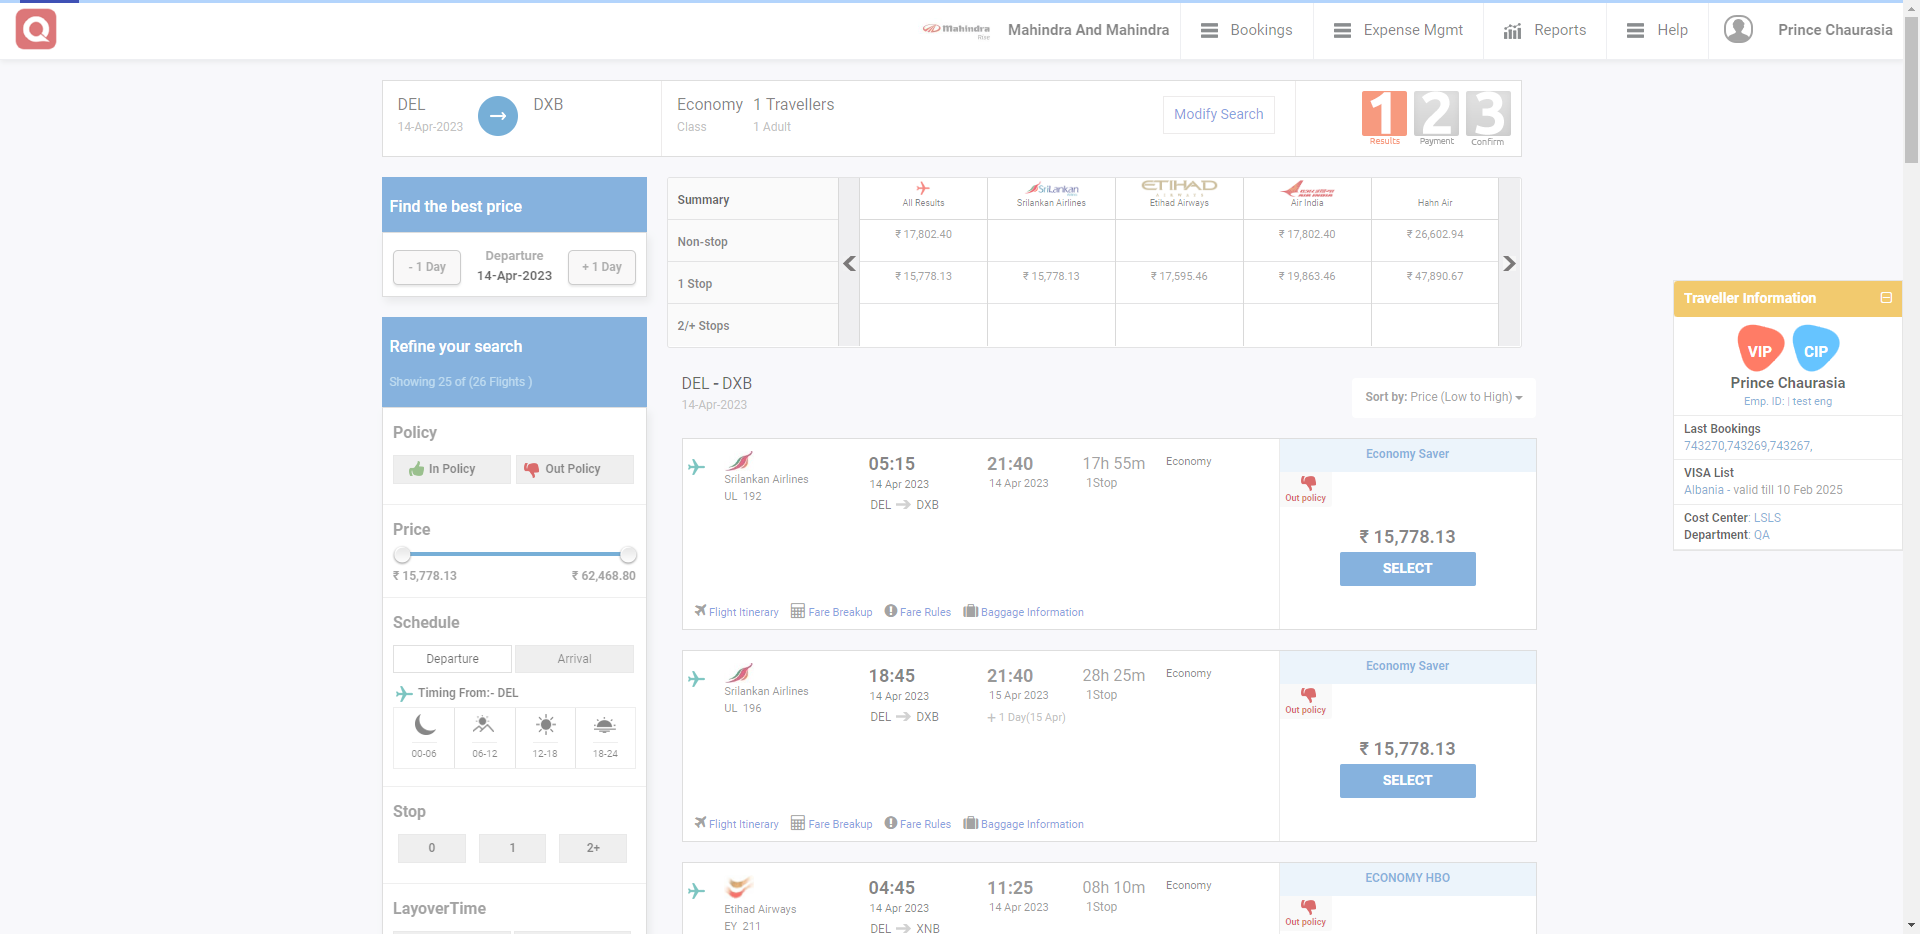 Mahindra Rise
Mahindra And Mahindra
Bookings
Expense Mgmt
Reports
Help
Prince Chaurasia
DEL
14-Apr-2023
DXB
Economy
Class
1 Travellers
1 Adult
Modify Search
1 2 3
Results Payment Confirm
Find the best price
- 1 Day
Departure
14-Apr-2023
+ 1 Day
Summary
All Results
SriLankan
Srilankan Airlines
ETIHAD
AIRWAYS
Etihad Airways
AIR INDIA
Air India
Hahn Air
Non-stop ₹ 17,802.40 ₹ 17,802.40 ₹ 26,602.94
1 Stop ₹ 15,778.13 ₹ 15,778.13 ₹ 17,595.46 ₹ 19,863.46 ₹ 47,890.67
2/+ Stops
Refine your search
Showing 25 of (26 Flights )
Policy
In Policy
Out Policy
Price
₹ 15,778.13 ₹ 62,468.80
Schedule
Departure
Arrival
Timing From:- DEL
00-06 06-12 12-18 18-24
Stop
0 1 2+
LayoverTime
DEL - DXB
14-Apr-2023
Sort by: Price (Low to High)
Srilankan Airlines
UL 192
05:15
14 Apr 2023
DEL DXB
21:40
14 Apr 2023
17h 55m
1Stop
Economy
Economy Saver
Out policy
₹ 15,778.13
SELECT
Flight Itinerary Fare Breakup Fare Rules Baggage Information
Srilankan Airlines
UL 196
18:45
14 Apr 2023
DEL DXB
21:40
15 Apr 2023
+ 1 Day(15 Apr)
28h 25m
1Stop
Economy
Economy Saver
Out policy
₹ 15,778.13
SELECT
Flight Itinerary Fare Breakup Fare Rules Baggage Information
Etihad Airways
EY 211
04:45
14 Apr 2023
DEL XNB
11:25
14 Apr 2023
08h 10m
1Stop
Economy
ECONOMY HBO
Out policy
Traveller Information
VIP CIP
Prince Chaurasia
Emp. ID: | test eng
Last Bookings
743270,743269,743267,
VISA List
Albania - valid till 10 Feb 2025
Cost Center: LSLS
Department: QA